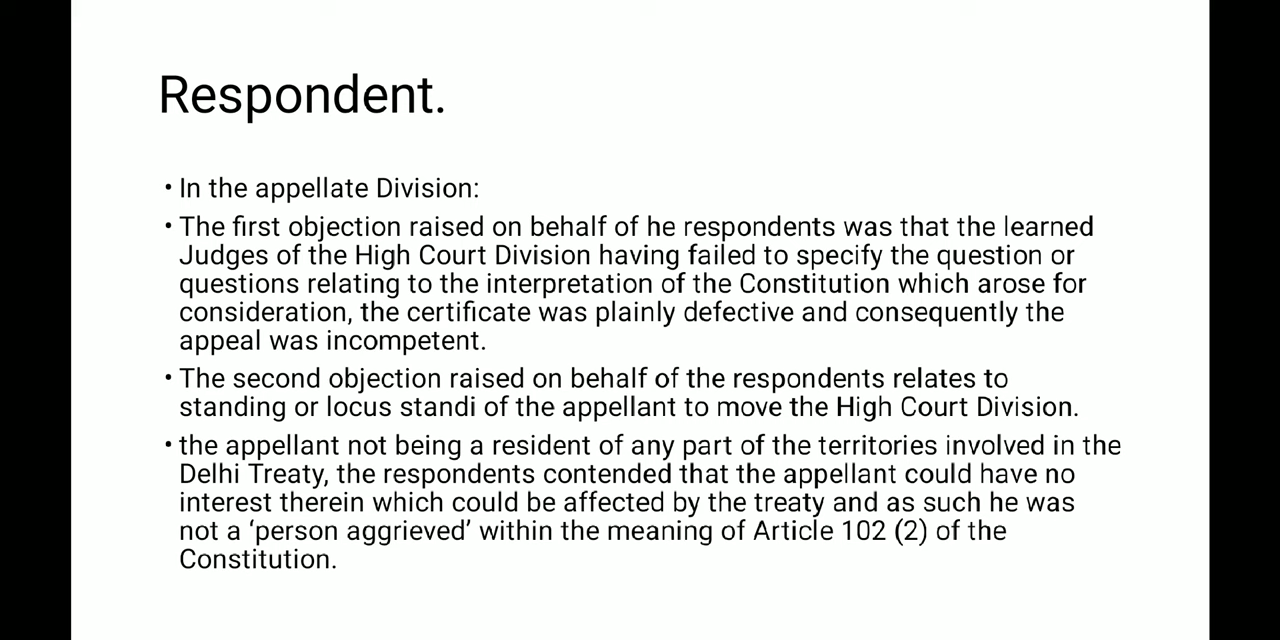 Respondent.
• In the appellate Division:
• The first objection raised on behalf of he respondents was that the learned
Judges of the High Court Division having failed to specify the question or
questions relating to the interpretation of the Constitution which arose for
consideration, the certificate was plainly defective and consequently the
appeal was incompetent.
• The second objection raised on behalf of the respondents relates to
standing or locus standi of the appellant to move the High Court Division.
• the appellant not being a resident of any part of the territories involved in the
Delhi Treaty, the respondents contended that the appellant could have no
interest therein which could be affected by the treaty and as such he was
not a ‘person aggrieved’ within the meaning of Article 102 (2) of the
Constitution.